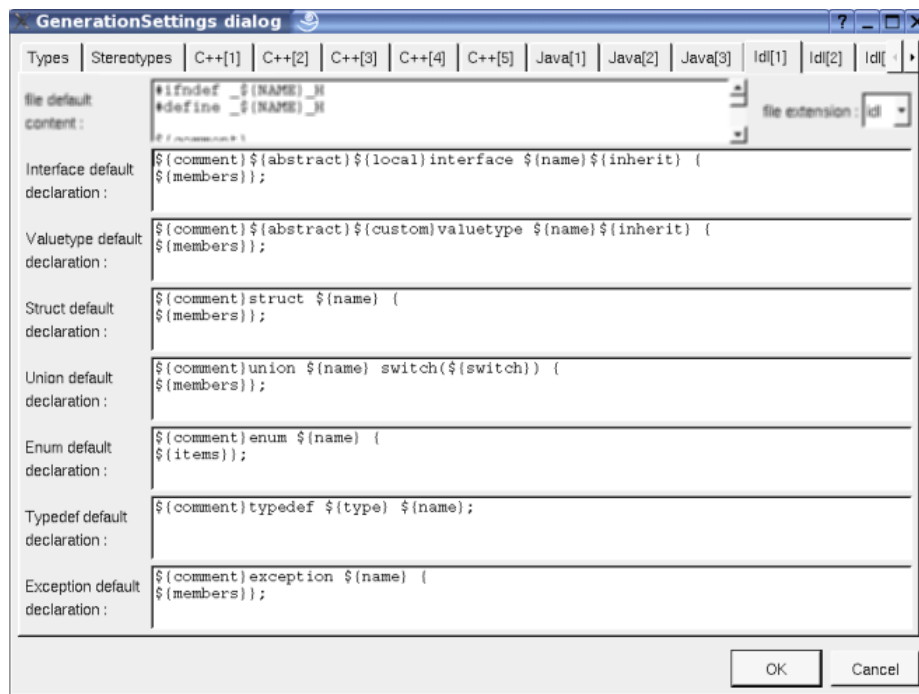 GenerationSettings dialog
Types Stereotypes C++[1] C++[2] C++[3] C++[4] C++[5] Java[1] Java[2] Java[3] Idl[1] Idl[2] Idl[
file default
content :
#ifndef _${NAME}_H
#define _${NAME}_H
${comment}
file extension : idl
Interface default
declaration :
${comment}${abstract}${local}interface ${name}${inherit} {
${members}};
Valuetype default
declaration :
${comment}${abstract}${custom}valuetype ${name}${inherit} {
${members}};
Struct default
declaration :
${comment}struct ${name} {
${members}};
Union default
declaration :
${comment}union ${name} switch(${switch}) {
${members}};
Enum default
declaration :
${comment}enum ${name} {
${items}};
Typedef default
declaration :
${comment}typedef ${type} ${name};
Exception default
declaration :
${comment}exception ${name} {
${members}};
OK Cancel